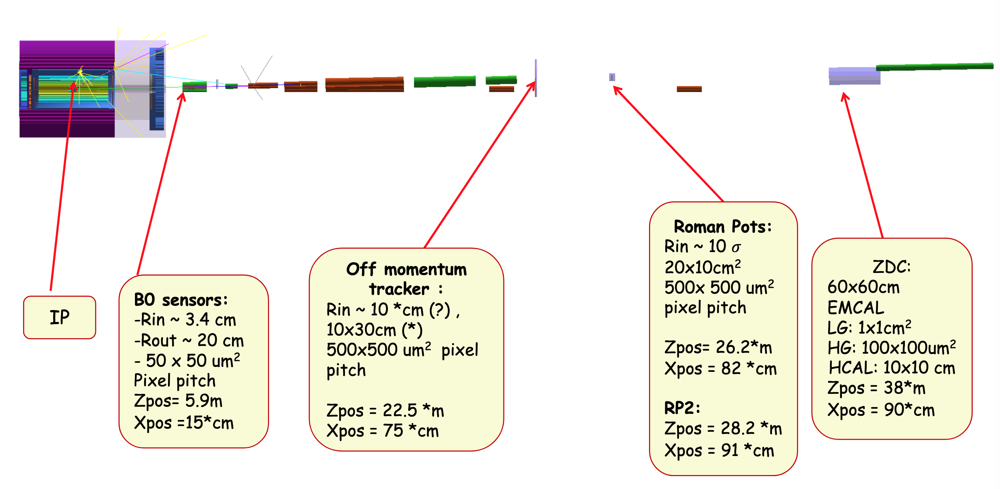 IP
B0 sensors:
-Rin ~ 3.4 cm
-Rout ~ 20 cm
- 50 x 50 um²
Pixel pitch
Zpos= 5.9m
Xpos =15*cm
Off momentum
tracker :
Rin ~ 10 *cm (?) ,
10x30cm (*)
500x500 um² pixel
pitch
Zpos = 22.5 *m
Xpos = 75 *cm
Roman Pots:
Rin ~ 10 σ
20x10cm²
500x 500 um²
pixel pitch
Zpos= 26.2*m
Xpos = 82 *cm
RP2:
Zpos = 28.2 *m
Xpos = 91 *cm
ZDC:
60x60cm
EMCAL
LG: 1x1cm²
HG: 100x100um²
HCAL: 10x10 cm
Zpos = 38*m
Xpos = 90*cm